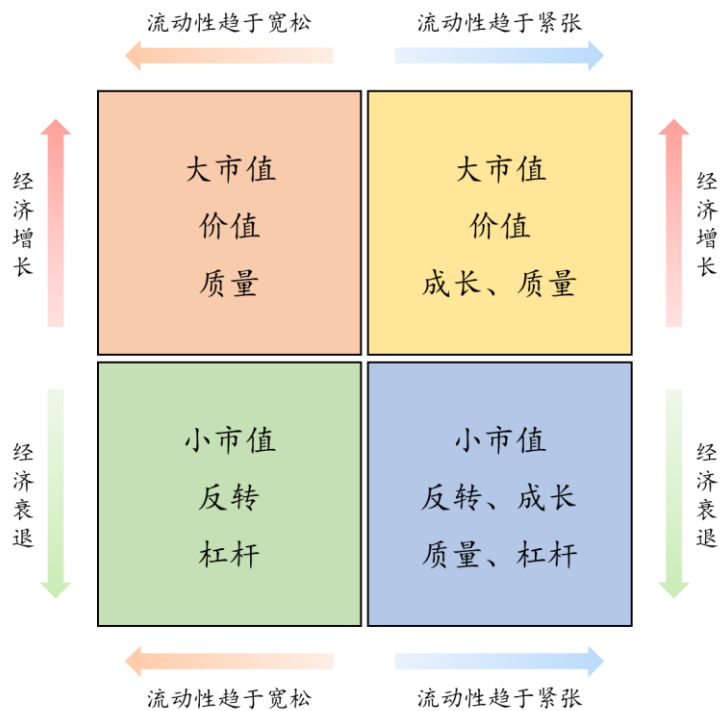 流动性趋于宽松
流动性趋于紧张
经济增长
大市值
价值
质量
大市值
价值
成长、质量
经济增长
经济衰退
小市值
反转
杠杆
小市值
反转、成长
质量、杠杆
经济衰退
流动性趋于宽松
流动性趋于紧张